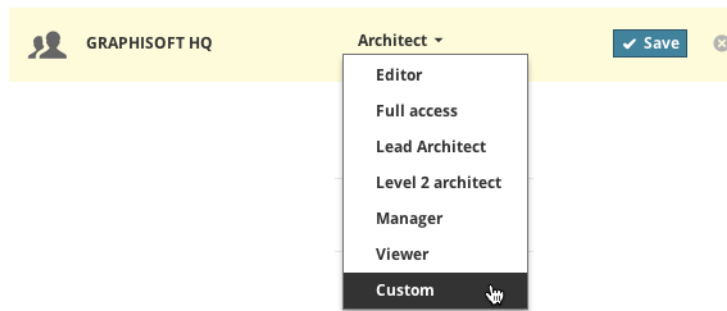 GRAPHISOFT HQ Architect Save
Editor
Full access
Lead Architect
Level 2 architect
Manager
Viewer
Custom